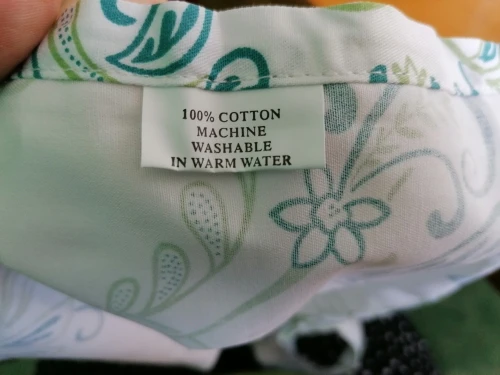 100% COTTON
MACHINE
WASHABLE
IN WARM WATER